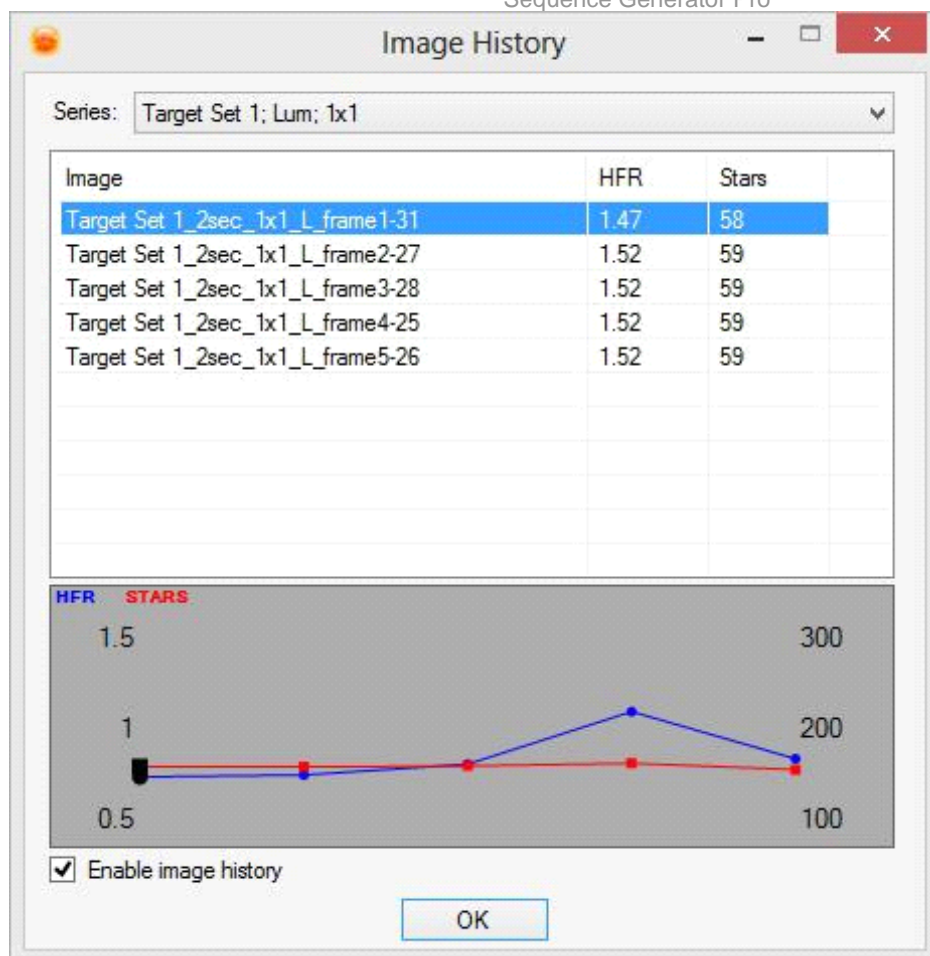 Sequence Generator Pro
Image History
Series: Target Set 1; Lum; 1x1
Image HFR Stars
Target Set 1_2sec_1x1_L_frame1-31 1.47 58
Target Set 1_2sec_1x1_L_frame2-27 1.52 59
Target Set 1_2sec_1x1_L_frame3-28 1.52 59
Target Set 1_2sec_1x1_L_frame4-25 1.52 59
Target Set 1_2sec_1x1_L_frame5-26 1.52 59
HFR STARS
1.5 300
1 200
0.5 100
Enable image history
OK